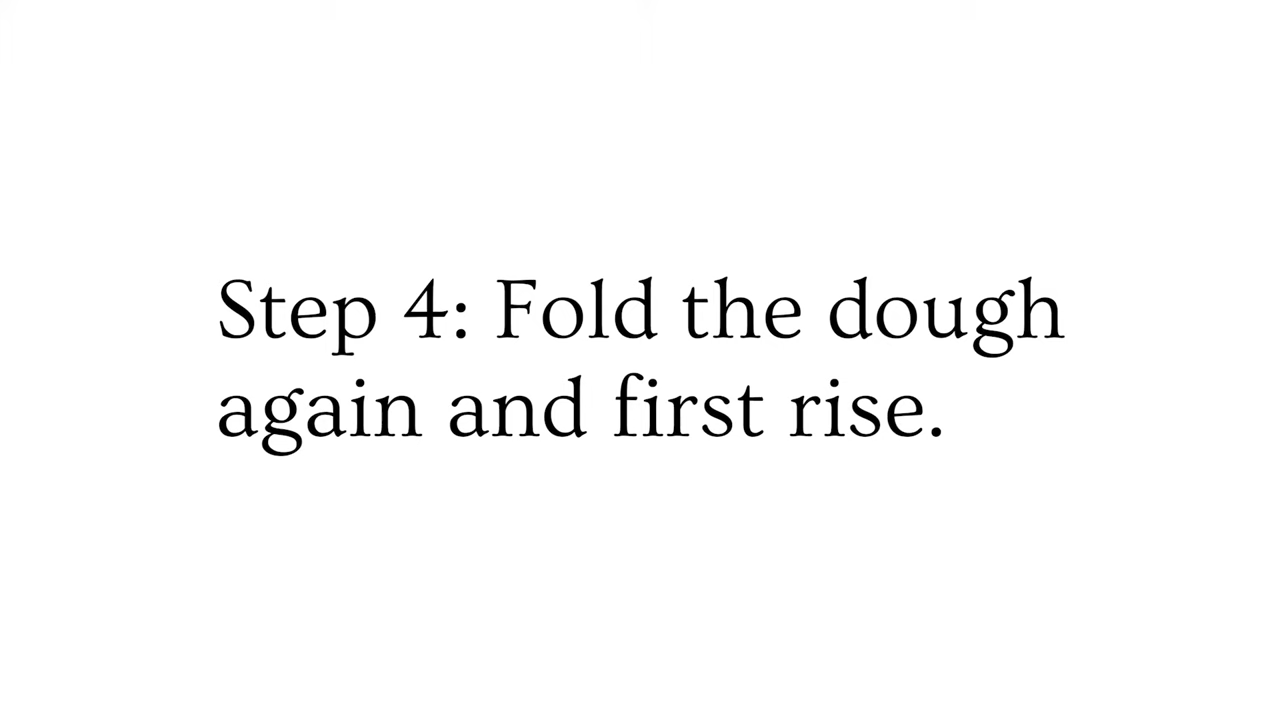 Step 4: Fold the dough
again and first rise.